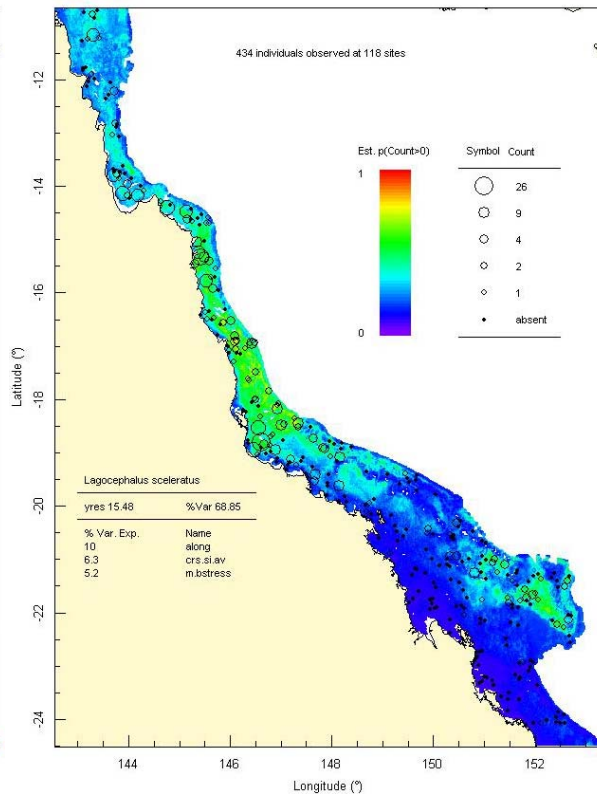 434 individuals observed at 118 sites
Est. p(Count>0)
1
0
Symbol Count
26
9
4
2
1
absent
Lagocephalus sceleratus
yres 15.48 %Var 68.85
% Var. Exp. Name
10 along
6.3 crs.si.av
5.2 m.bstress
Latitude (°)
-12
-14
-16
-18
-20
-22
-24
144 146 148 150 152
Longitude (°)